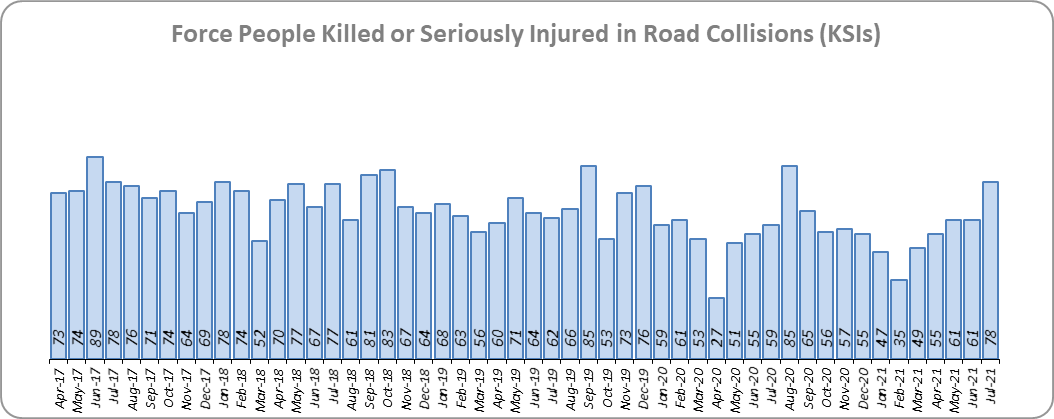 Force People Killed or Seriously Injured in Road Collisions (KSIs)
73 74 89 78 76 71 74 64 69 78 74 52 70 77 67 77 61 81 83 67 64 68 63 56 60 71 64 62 66 85 53 73 76 59 61 53 27 51 55 59 85 65 56 57 55 47 35 49 55 61 61 78
Apr-17 May-17 Jun-17 Jul-17 Aug-17 Sep-17 Oct-17 Nov-17 Dec-17 Jan-18 Feb-18 Mar-18 Apr-18 May-18 Jun-18 Jul-18 Aug-18 Sep-18 Oct-18 Nov-18 Dec-18 Jan-19 Feb-19 Mar-19 Apr-19 May-19 Jun-19 Jul-19 Aug-19 Sep-19 Oct-19 Nov-19 Dec-19 Jan-20 Feb-20 Mar-20 Apr-20 May-20 Jun-20 Jul-20 Aug-20 Sep-20 Oct-20 Nov-20 Dec-20 Jan-21 Feb-21 Mar-21 Apr-21 May-21 Jun-21 Jul-21